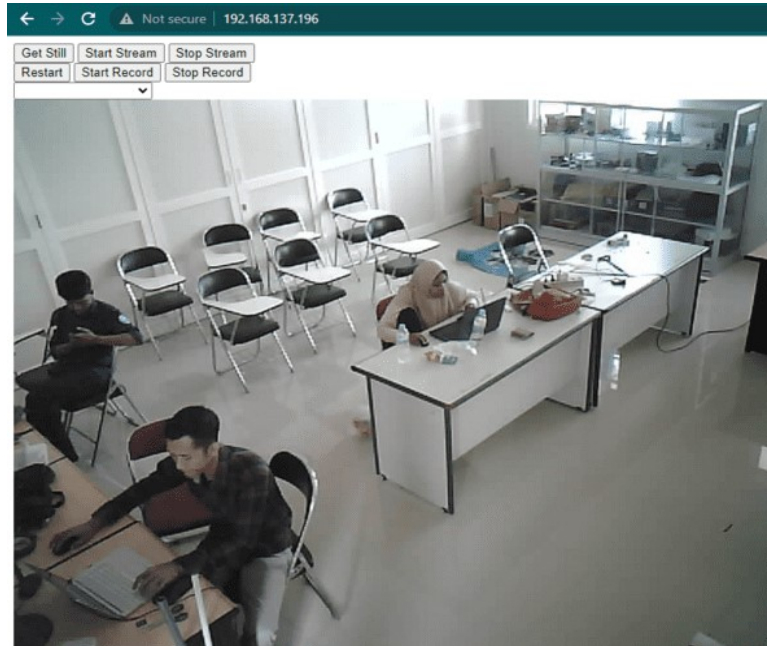 Not secure 192.168.137.196
Get Still Start Stream Stop Stream
Restart Start Record Stop Record